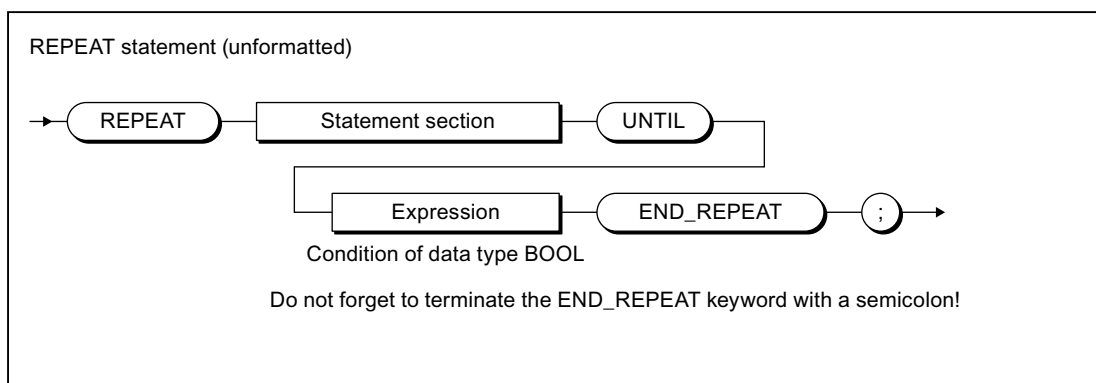 REPEAT statement (unformatted)
REPEAT Statement section UNTIL
Expression END_REPEAT ;
Condition of data type BOOL
Do not forget to terminate the END_REPEAT keyword with a semicolon!